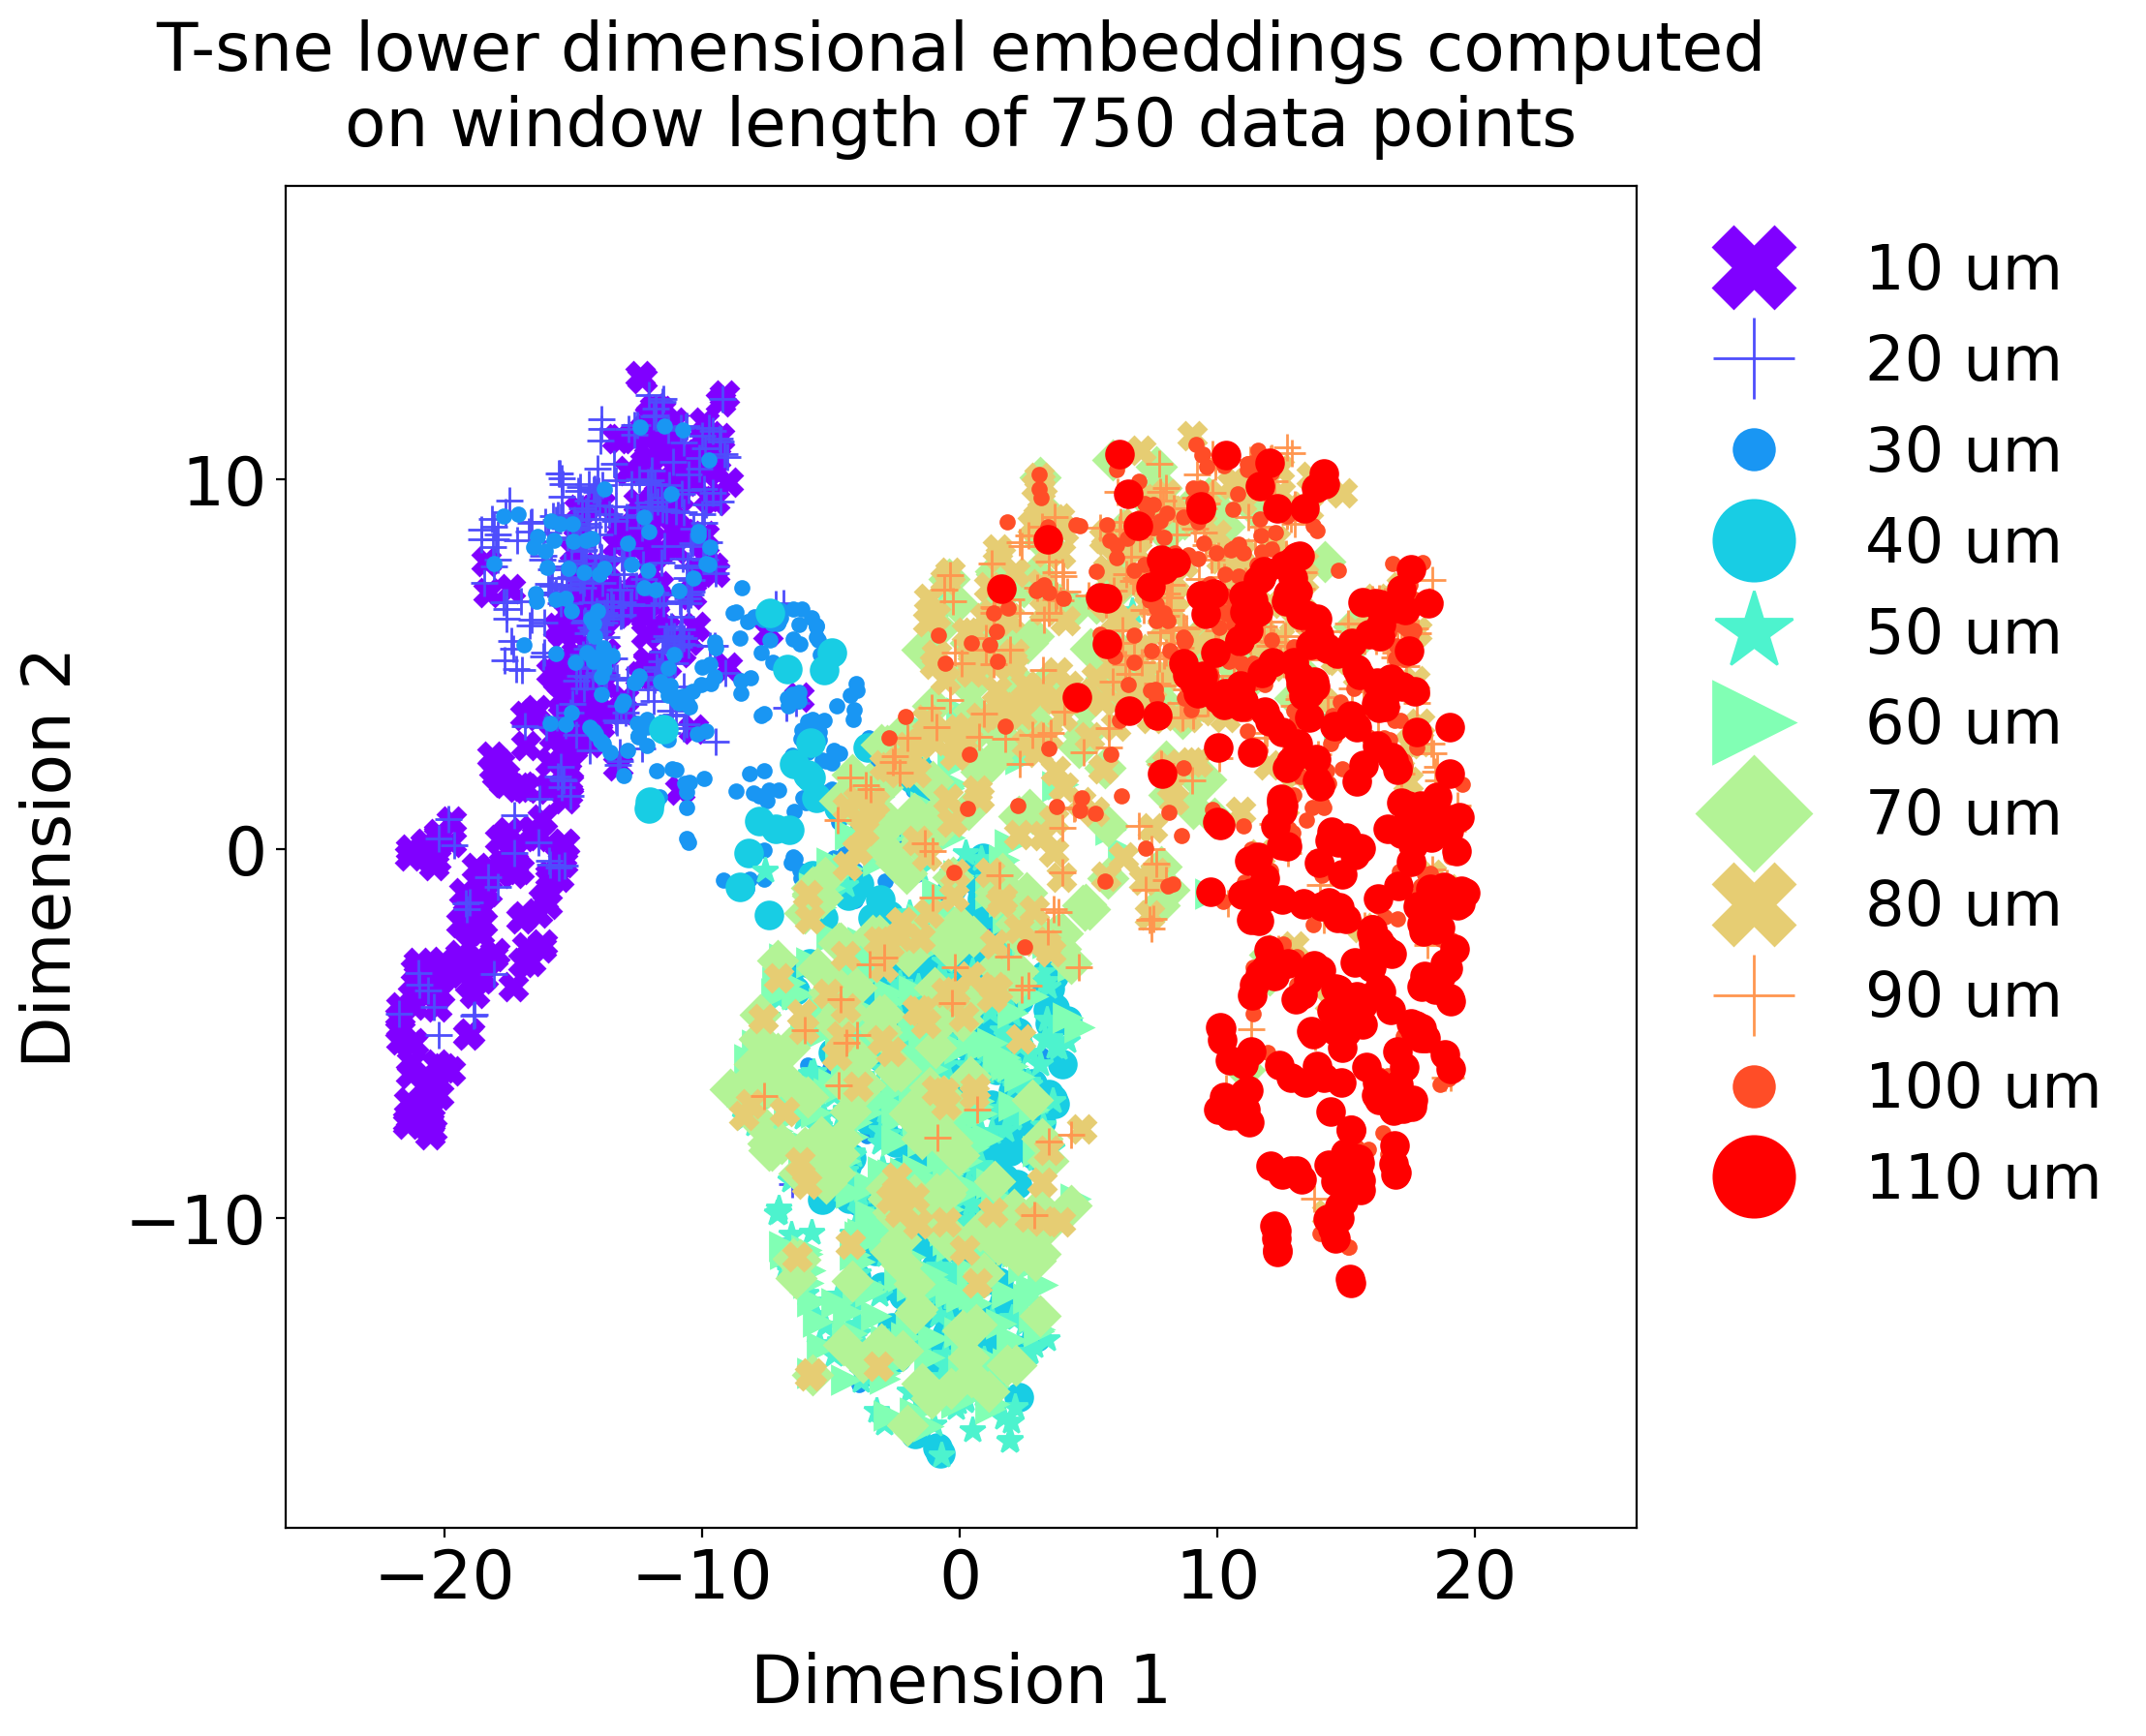 T-sne lower dimensional embeddings computed
on window length of 750 data points
10 um
20 um
30 um
40 um
50 um
60 um
70 um
80 um
90 um
100 um
110 um
Dimension 2
10
0
−10
−20
−10
0
10
20
Dimension 1